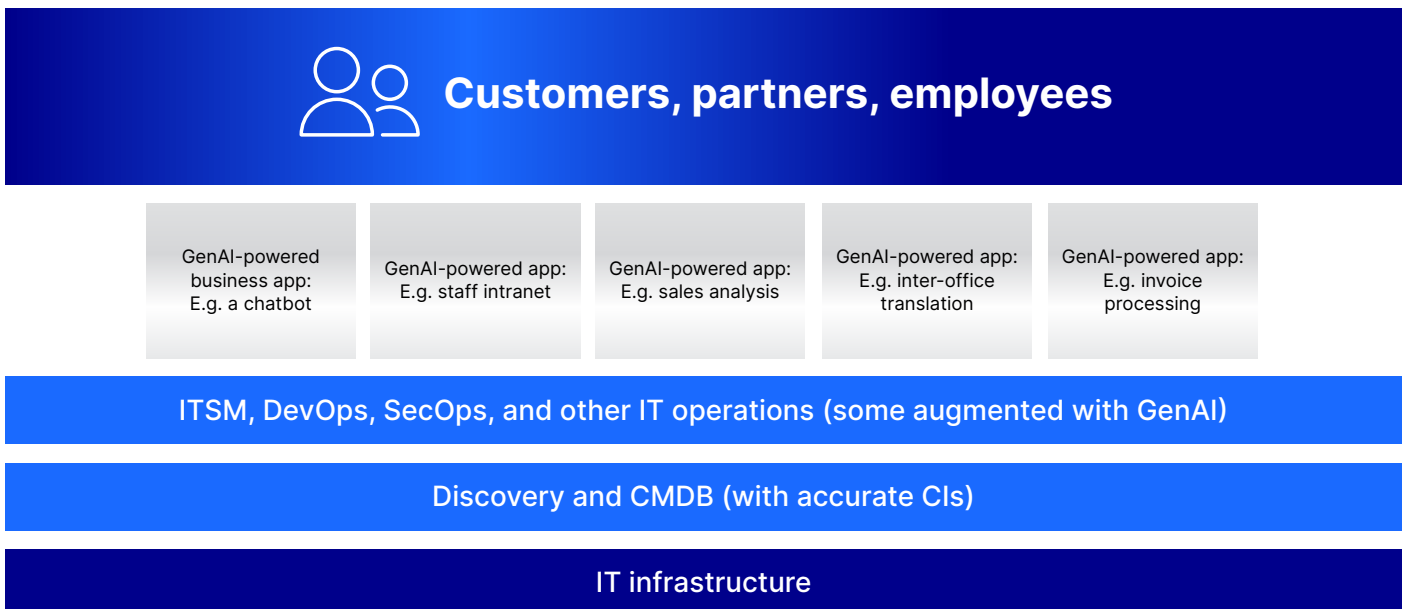 Customers, partners, employees
GenAI-powered
business app:
E.g. a chatbot
GenAI-powered app:
E.g. staff intranet
GenAI-powered app:
E.g. sales analysis
GenAI-powered app:
E.g. inter-office
translation
GenAI-powered app:
E.g. invoice
processing
ITSM, DevOps, SecOps, and other IT operations (some augmented with GenAI)
Discovery and CMDB (with accurate CIs)
IT infrastructure